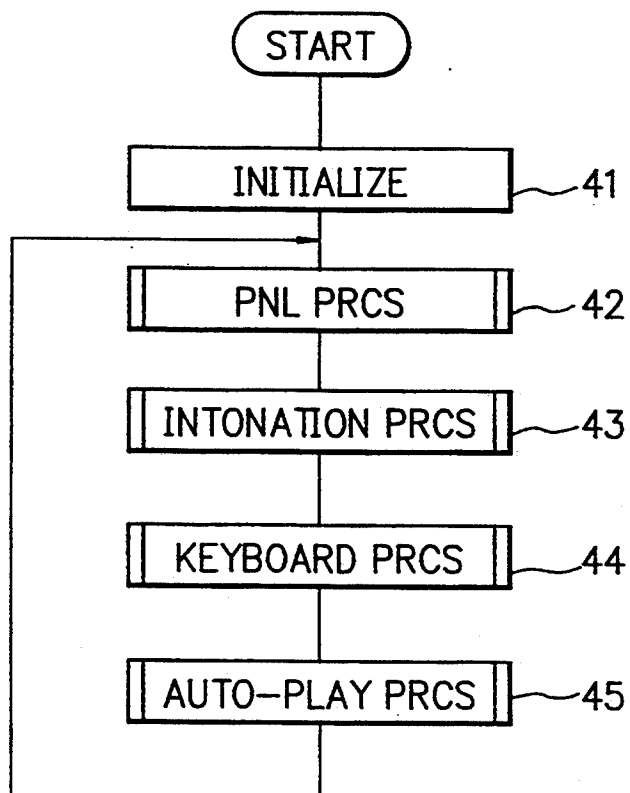 START
INITIALIZE 41
PNL PRCS 42
INTONATION PRCS 43
KEYBOARD PRCS 44
AUTO-PLAY PRCS 45